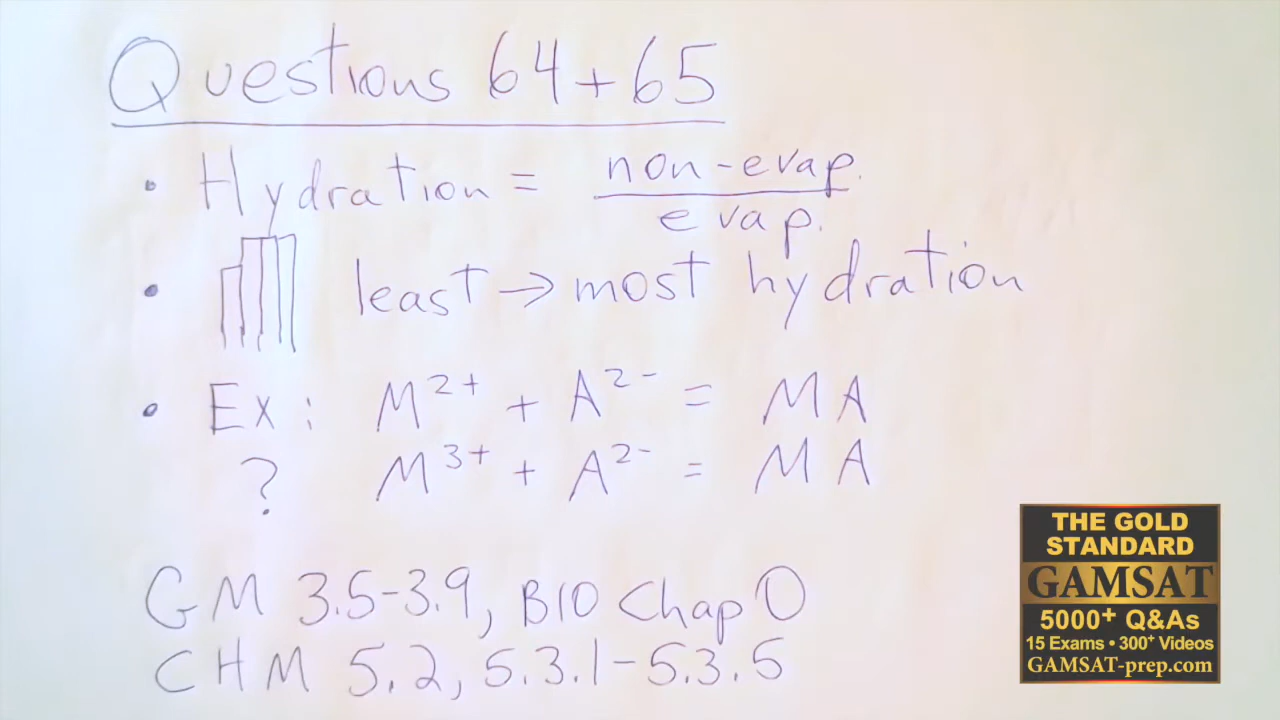 Questions 64+65
• Hydration = non-evap.
evap.
• least → most hydration
• Ex: M²⁺ + A²⁻ = MA
? M³⁺ + A²⁻ = MA
GM 3.5-3.9, BIO Chap 0
CHM 5.2, 5.3.1-5.3.5
THE GOLD
STANDARD
GAMSAT
5000⁺ Q&As
15 Exams • 300⁺ Videos
GAMSAT-prep.com